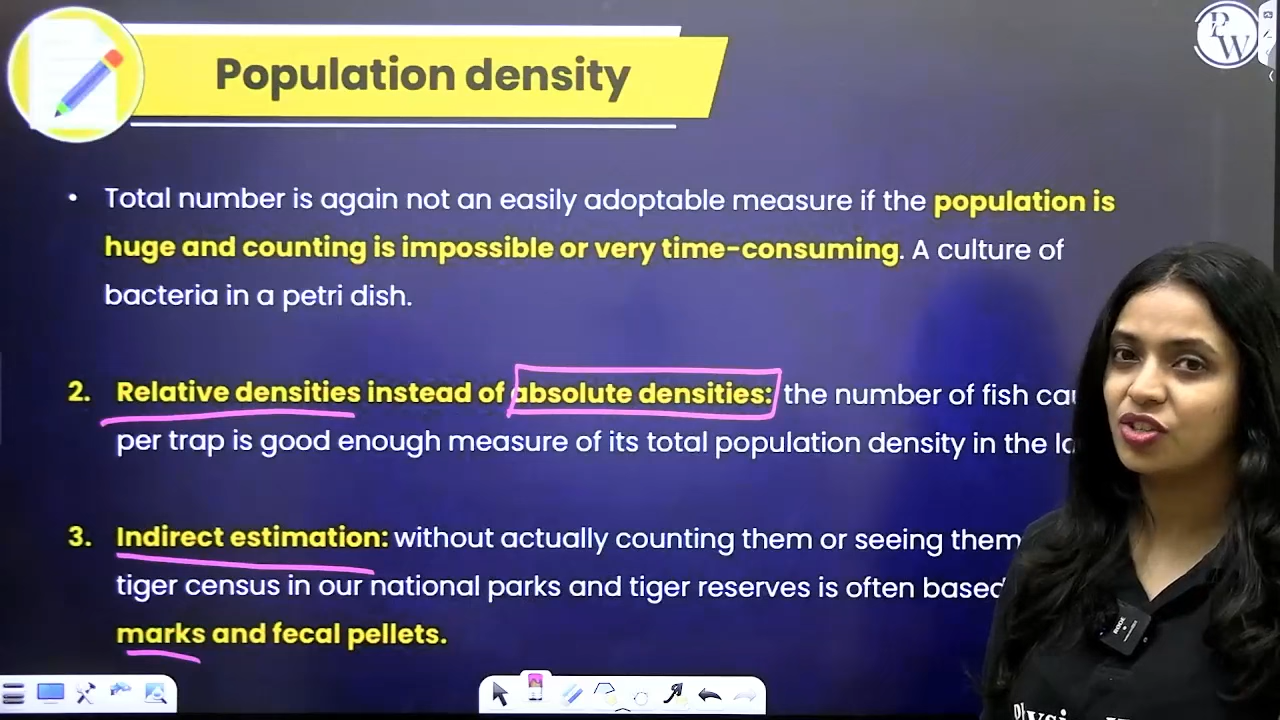 Population density
PW
• Total number is again not an easily adoptable measure if the population is
huge and counting is impossible or very time-consuming. A culture of
bacteria in a petri dish.
2. Relative densities instead of absolute densities: the number of fish
per trap is good enough measure of its total population density in the
3. Indirect estimation: without actually counting them or seeing them
tiger census in our national parks and tiger reserves is often based
marks and fecal pellets.